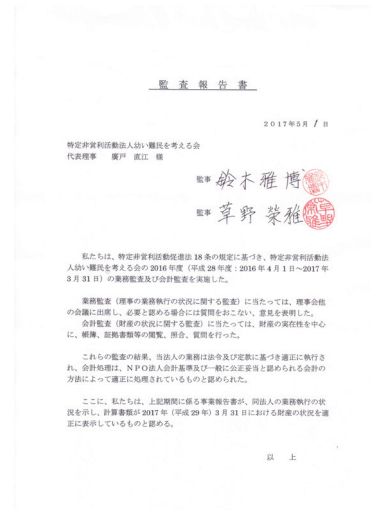 監査報告書
2017年5月1日
特定非営利活動法人幼い難民を考える会
代表理事　廣戸　直江　様
監事 鈴木雅博
監事 草野榮雅
私たちは、特定非営利活動促進法18条の規定に基づき、特定非営利活動法
人幼い難民を考える会の2016年度（平成28年度：2016年4月1日～2017年
3月31日）の業務監査及び会計監査を実施した。
業務監査（理事の業務執行の状況に関する監査）に当たっては、理事会他
の会議に出席し、必要と認める場合には質問をおこない、意見を表明した。
会計監査（財産の状況に関する監査）に当たっては、財産の実在性を中心
に、帳簿、証拠書類等の閲覧、照合、質問を行った。
これらの監査の結果、当法人の業務は法令及び定款に基づき適正に執行さ
れ、会計処理は、ＮＰＯ法人会計基準及び一般に公正妥当と認められる会計の
方法によって適正に処理されているものと認められた。
ここに、私たちは、上記期間に係る事業報告書が、同法人の業務執行の状
況を示し、計算書類が2017年（平成29年）3月31日における財産の状況を適
正に表示しているものと認める。
以　上